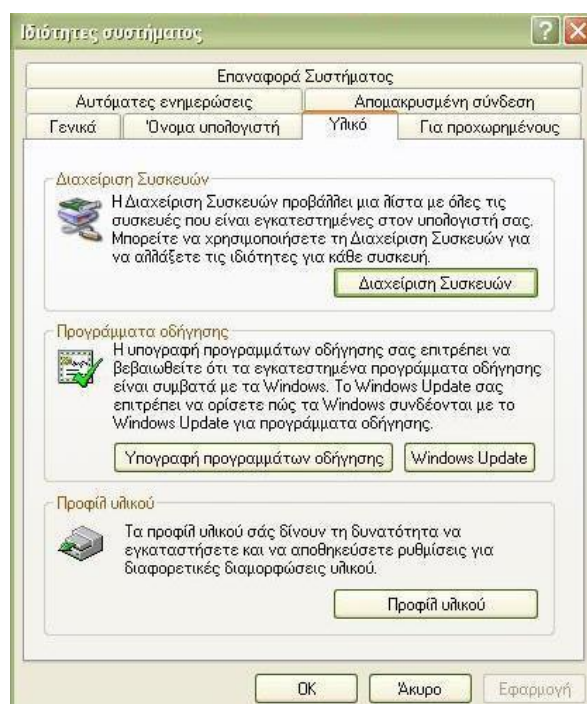 Ιδιότητες συστήματος
Επαναφορά Συστήματος
Αυτόματες ενημερώσεις Απομακρυσμένη σύνδεση
Γενικά Όνομα υπολογιστή Υλικό Για προχωρημένους
Διαχείριση Συσκευών
Η Διαχείριση Συσκευών προβάλλει μια λίστα με όλες τις
συσκευές που είναι εγκατεστημένες στον υπολογιστή σας.
Μπορείτε να χρησιμοποιήσετε τη Διαχείριση Συσκευών για
να αλλάξετε τις ιδιότητες για κάθε συσκευή.
Διαχείριση Συσκευών
Προγράμματα οδήγησης
Η υπογραφή προγραμμάτων οδήγησης σας επιτρέπει να
βεβαιωθείτε ότι τα εγκατεστημένα προγράμματα οδήγησης
είναι συμβατά με τα Windows. Το Windows Update σας
επιτρέπει να ορίσετε πώς τα Windows συνδέονται με το
Windows Update για προγράμματα οδήγησης.
Υπογραφή προγραμμάτων οδήγησης Windows Update
Προφίλ υλικού
Τα προφίλ υλικού σάς δίνουν τη δυνατότητα να
εγκαταστήσετε και να αποθηκεύσετε ρυθμίσεις για
διαφορετικές διαμορφώσεις υλικού.
Προφίλ υλικού
OK Άκυρο Εφαρμογή